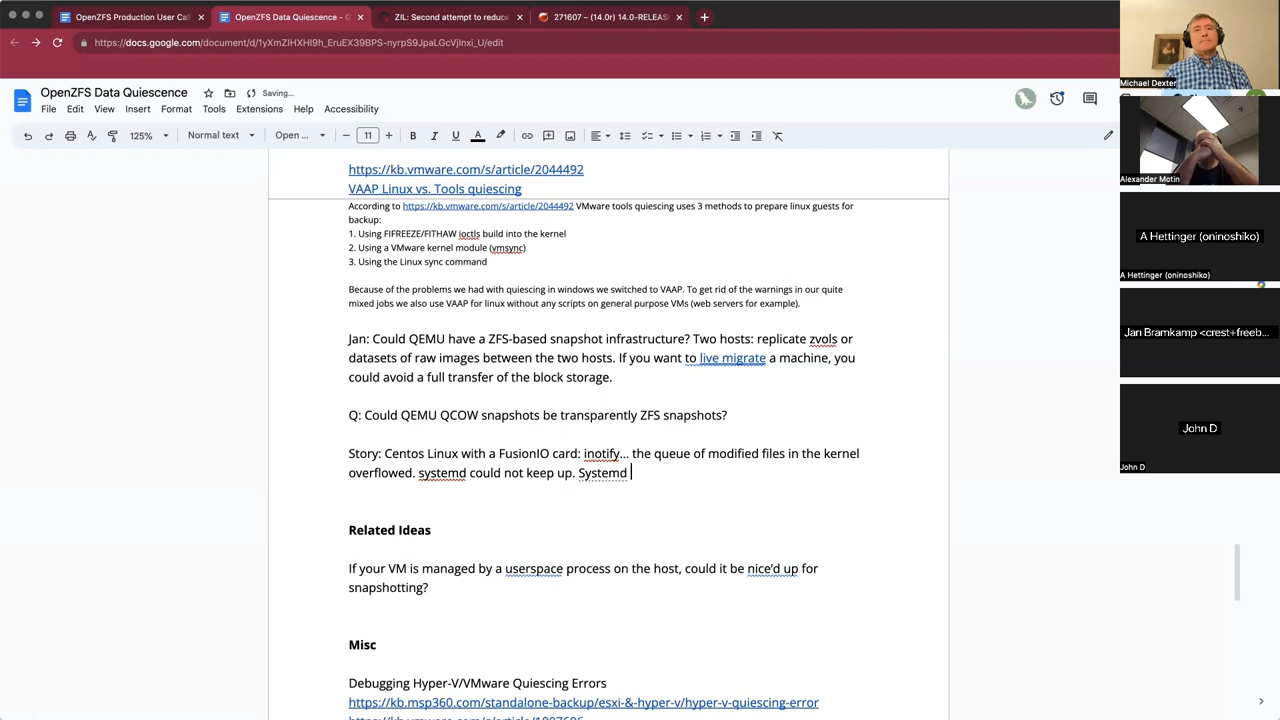 OpenZFS Production User Cal
OpenZFS Data Quiescence - G
ZIL: Second attempt to reduce
271607 – (14.0r) 14.0-RELEAS
https://docs.google.com/document/d/1yXmZIHXHI9h_EruEX39BPS-nyrpS9JpaLGcVjInxi_U/edit
OpenZFS Data Quiescence
Saving...
File Edit View Insert Format Tools Extensions Help Accessibility
125% Normal text Open ... 11
https://kb.vmware.com/s/article/2044492
VAAP Linux vs. Tools quiescing
According to https://kb.vmware.com/s/article/2044492 VMware tools quiescing uses 3 methods to prepare linux guests for
backup:
1. Using FIFREEZE/FITHAW ioctls build into the kernel
2. Using a VMware kernel module (vmsync)
3. Using the Linux sync command
Because of the problems we had with quiescing in windows we switched to VAAP. To get rid of the warnings in our quite
mixed jobs we also use VAAP for linux without any scripts on general purpose VMs (web servers for example).
Jan: Could QEMU have a ZFS-based snapshot infrastructure? Two hosts: replicate zvols or
datasets of raw images between the two hosts. If you want to live migrate a machine, you
could avoid a full transfer of the block storage.
Q: Could QEMU QCOW snapshots be transparently ZFS snapshots?
Story: Centos Linux with a FusionIO card: inotify... the queue of modified files in the kernel
overflowed. systemd could not keep up. Systemd
Related Ideas
If your VM is managed by a userspace process on the host, could it be nice'd up for
snapshotting?
Misc
Debugging Hyper-V/VMware Quiescing Errors
https://kb.msp360.com/standalone-backup/esxi-&-hyper-v/hyper-v-quiescing-error
Michael Dexter
Alexander Motin
A Hettinger (oninoshiko)
A Hettinger (oninoshiko)
Jan Bramkamp <crest+freeb...
John D
John D